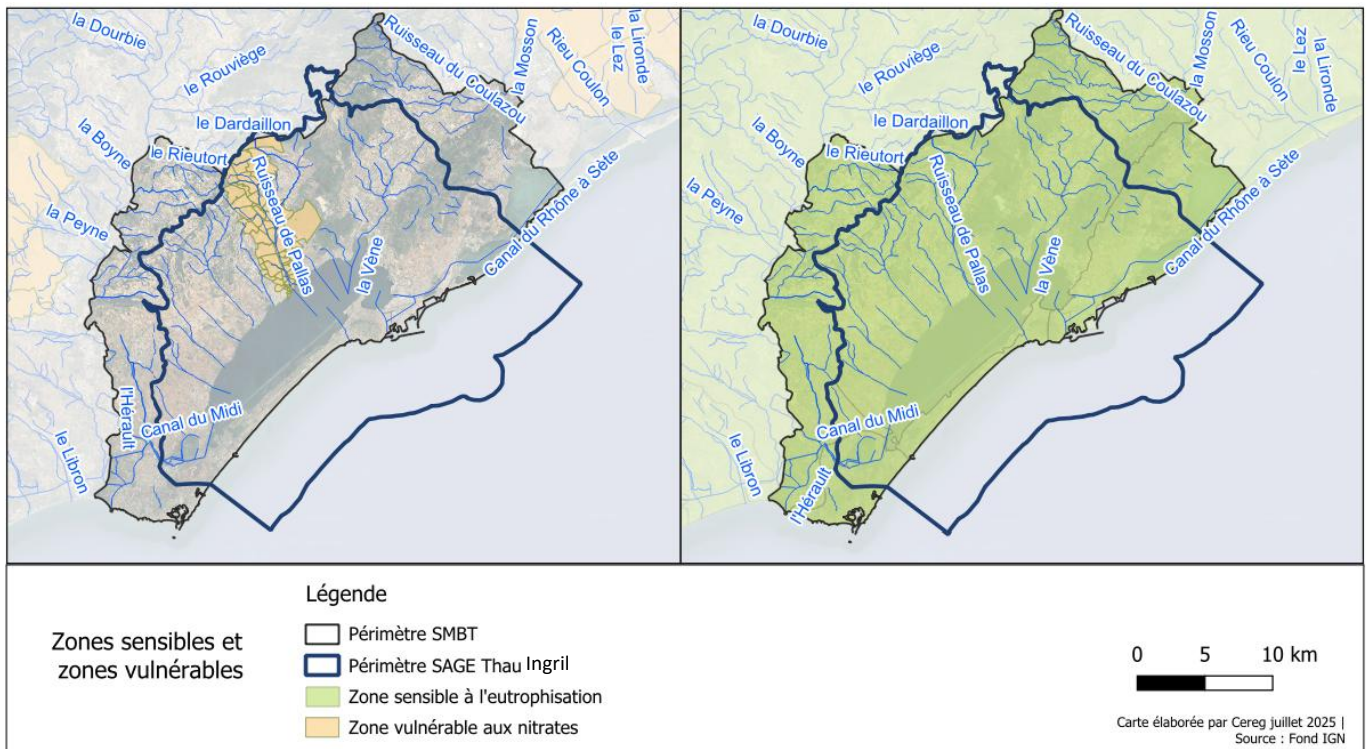 la Dourbie
le Rouviège
Ruisseau du Coulazou
la Mosson
Rieu Coulon
le Lez
la Lironde
le Dardaillon
la Boyne
le Rieutort
Ruisseau de Pallas
la Peyne
la Vène
Canal du Rhône à Sète
l'Hérault
Canal du Midi
le Libron
la Dourbie
le Rouviège
Ruisseau du Coulazou
la Mosson
Rieu Coulon
le Lez
la Lironde
le Dardaillon
la Boyne
le Rieutort
Ruisseau de Pallas
la Peyne
la Vène
Canal du Rhône à Sète
Canal du Midi
le Libron
l'Hérault
Zones sensibles et
zones vulnérables
Légende
Périmètre SMBT
Périmètre SAGE Thau Ingril
Zone sensible à l'eutrophisation
Zone vulnérable aux nitrates
0 5 10 km
Carte élaborée par Cereg juillet 2025 |
Source : Fond IGN